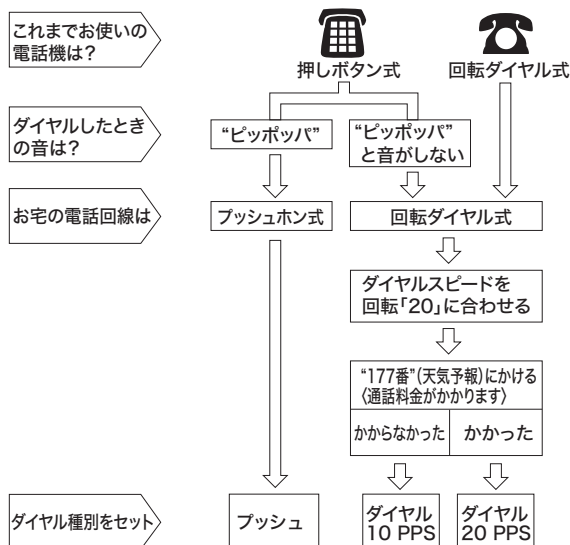 これまでお使いの
電話機は？
押しボタン式
回転ダイヤル式
ダイヤルしたとき
の音は？
“ピッポッパ”
“ピッポッパ”
と音がしない
お宅の電話回線は
プッシュホン式
回転ダイヤル式
ダイヤルスピードを
回転「20」に合わせる
“177番”(天気予報)にかける
〈通話料金がかかります〉
かからなかった
かかった
ダイヤル種別をセット
プッシュ
ダイヤル
10 PPS
ダイヤル
20 PPS